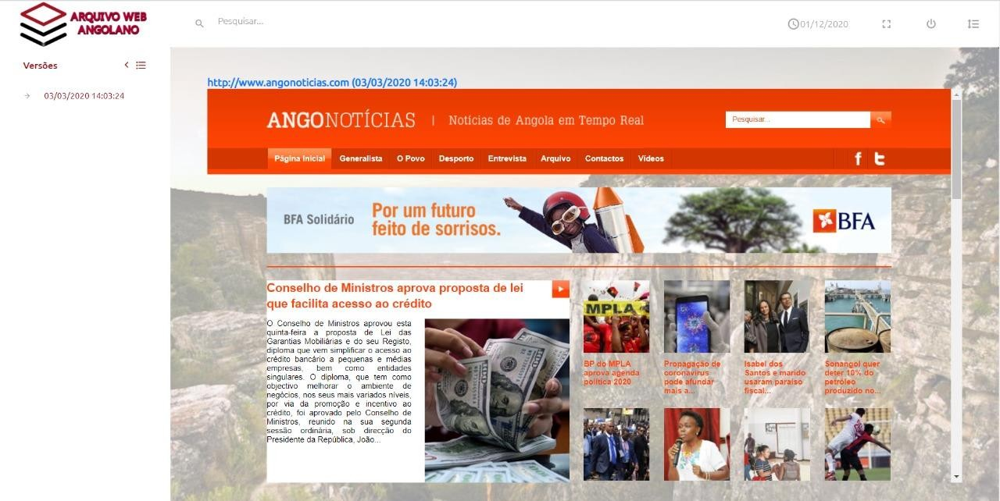 ARQUIVO WEB
ANGOLANO
Pesquisar...
01/12/2020
Versões
03/03/2020 14:03:24
http://www.angonoticias.com (03/03/2020 14:03:24)
ANGONOTÍCIAS | Notícias de Angola em Tempo Real
Pesquisar...
Página Inicial Generalista O Povo Desporto Entrevista Arquivo Contactos Vídeos
BFA Solidário
Por um futuro
feito de sorrisos.
BFA
Conselho de Ministros aprova proposta de lei
que facilita acesso ao crédito
O Conselho de Ministros aprovou esta
quinta-feira a proposta de Lei das
Garantias Mobiliárias e do seu Registo,
diploma que vem simplificar o acesso ao
crédito bancário a pequenas e médias
empresas, bem como entidades
singulares. O diploma, que tem como
objectivo melhorar o ambiente de
negócios, nos seus mais variados níveis,
por via da promoção e incentivo ao
crédito, foi aprovado pelo Conselho de
Ministros, reunido na sua segunda
sessão ordinária, sob direcção do
Presidente da República, João...
MPLA
BP do MPLA
aprova agenda
política 2020
Propagação de
coronavírus
pode afundar
mais a...
Isabel dos
Santos e marido
usaram paraíso
fiscal...
Sonangol quer
deter 10% do
petróleo
produzido no...